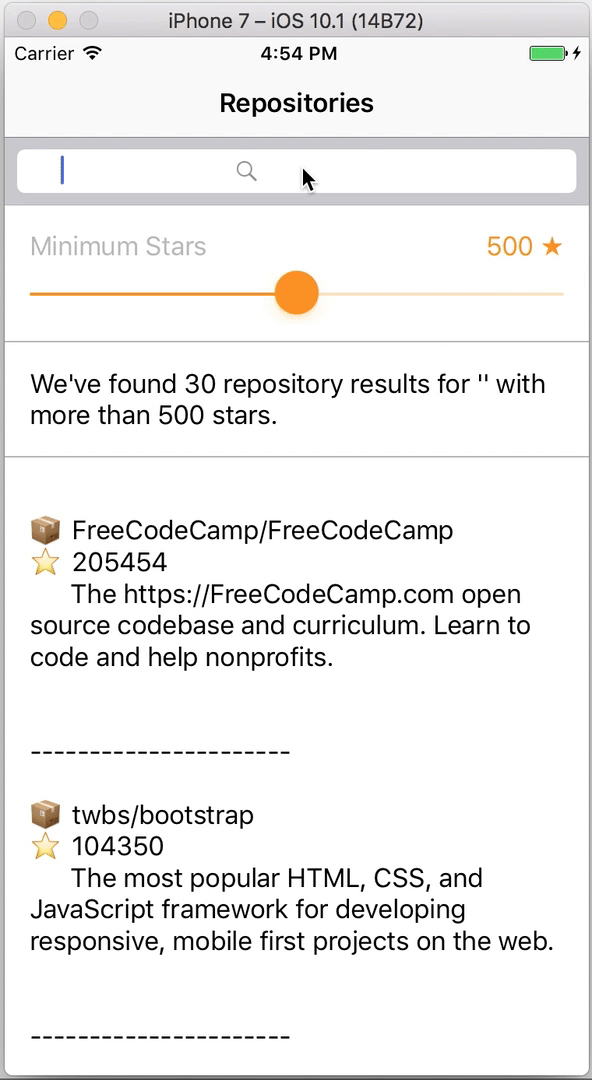 iPhone 7 – iOS 10.1 (14B72)
Carrier 4:54 PM
Repositories
Minimum Stars 500 ★
We've found 30 repository results for '' with
more than 500 stars.
📦 FreeCodeCamp/FreeCodeCamp
⭐ 205454
The https://FreeCodeCamp.com open
source codebase and curriculum. Learn to
code and help nonprofits.
----------------------
📦 twbs/bootstrap
⭐ 104350
The most popular HTML, CSS, and
JavaScript framework for developing
responsive, mobile first projects on the web.
----------------------